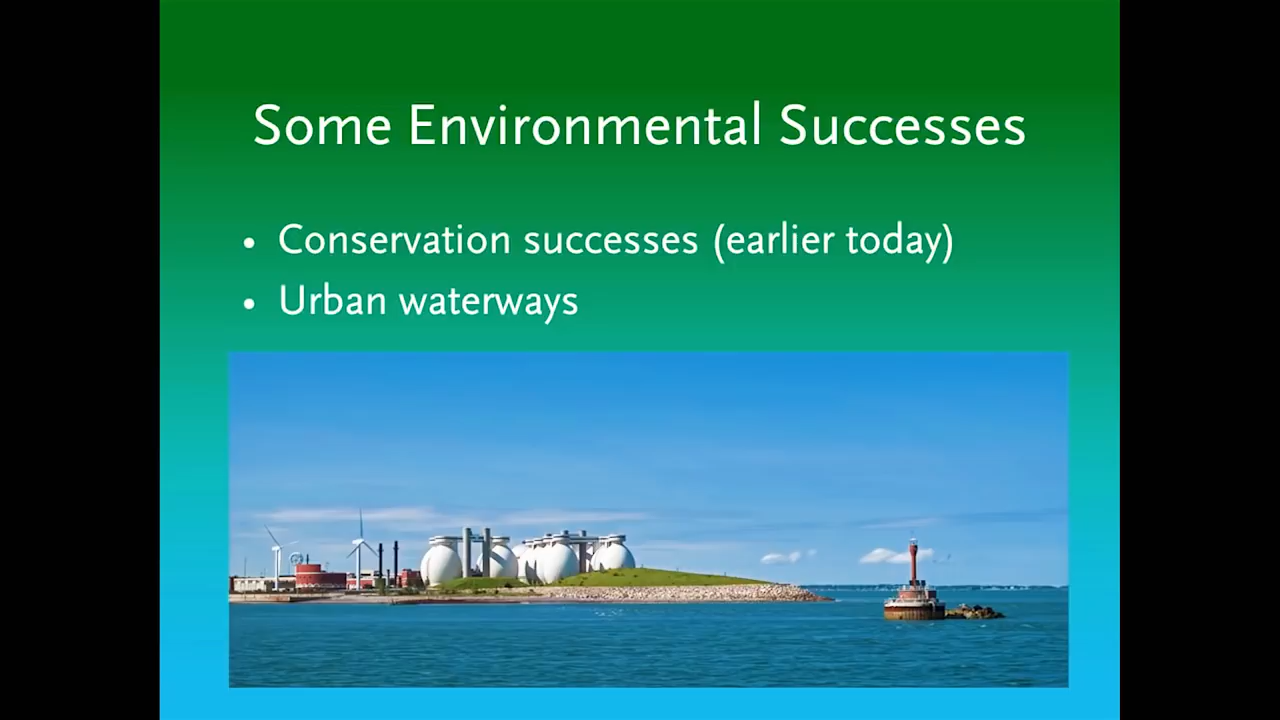 Some Environmental Successes
• Conservation successes (earlier today)
• Urban waterways